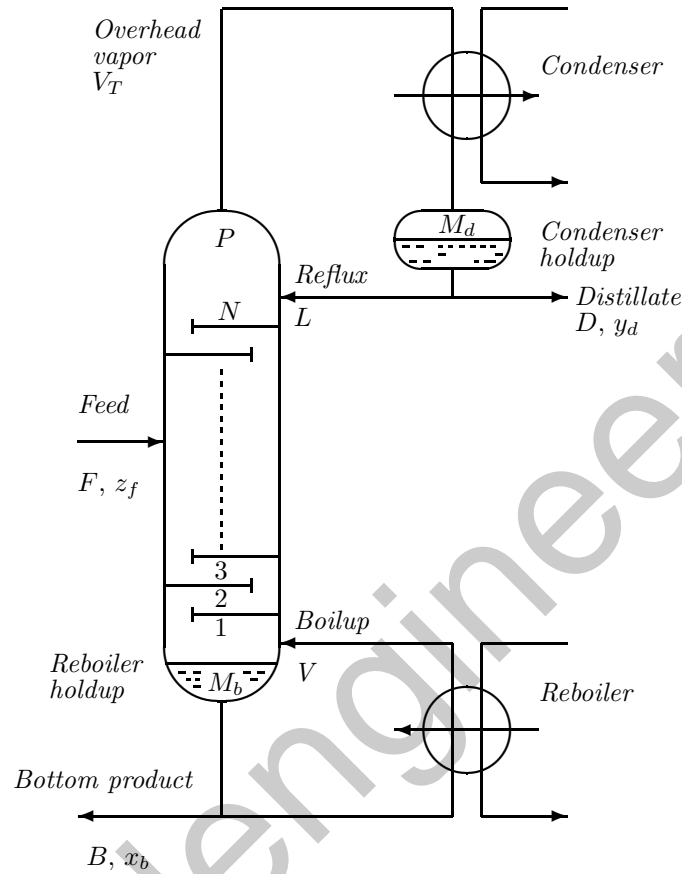 Overhead
vapor
V_T
Condenser
P
M_d
Condenser
holdup
Reflux
L
Distillate
D, y_d
N
Feed
F, z_f
3
2
1
Boilup
V
Reboiler
holdup
M_b
Reboiler
Bottom product
B, x_b
engineer